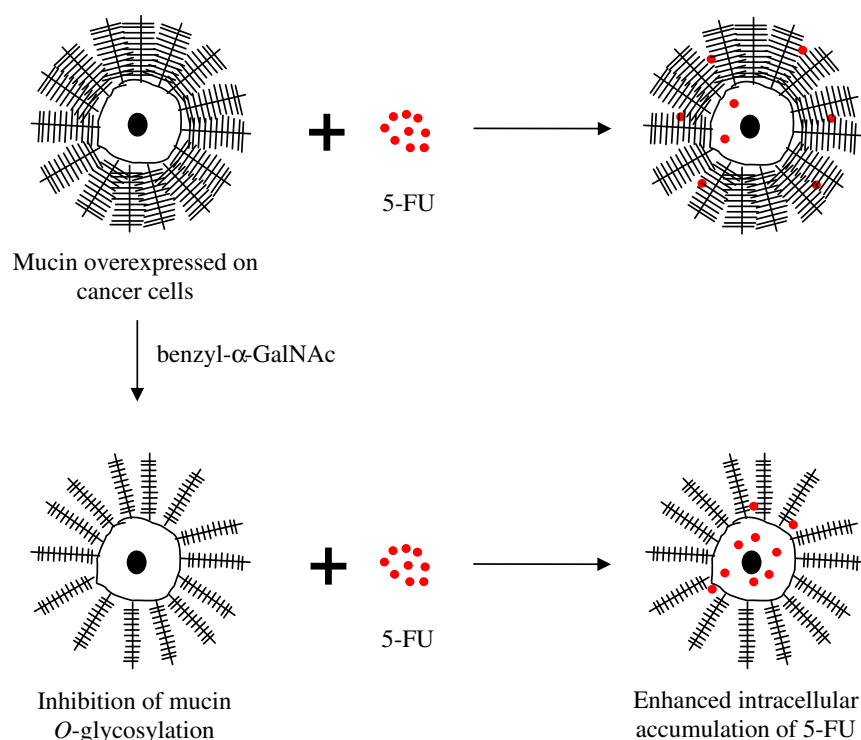 5-FU
Mucin overexpressed on
cancer cells
benzyl-α-GalNAc
5-FU
Inhibition of mucin
O-glycosylation
Enhanced intracellular
accumulation of 5-FU